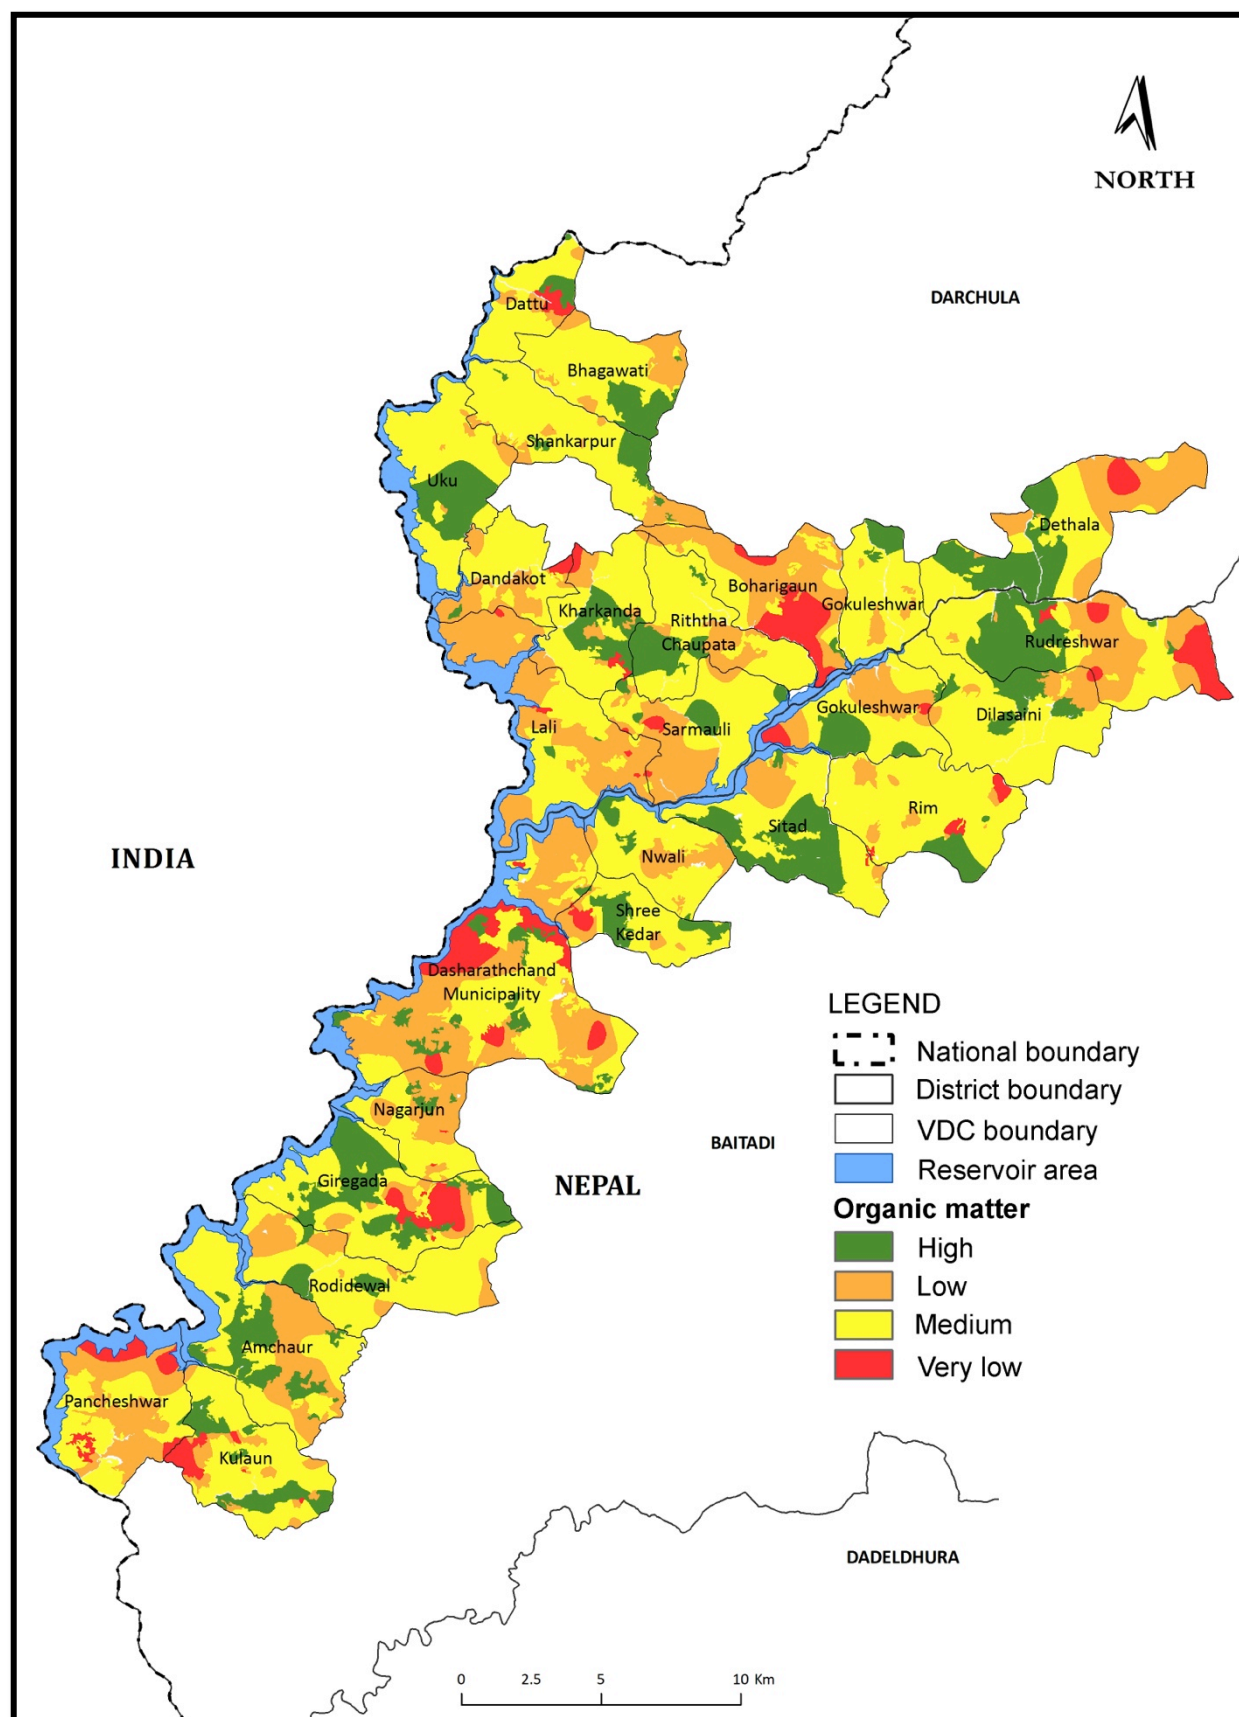 NORTH
DARCHULA
Dattu
Bhagawati
Shankarpur
Uku
Dethala
Dandakot
Boharigaun
Gokuleshwar
Kharkanda
Riththa
Chaupata
Rudreshwar
Gokuleshwar
Dilasaini
Lali
Sarmauli
Rim
Sitad
INDIA
Nwali
Shree
Kedar
Dasharathchand
Municipality
Nagarjun
BAITADI
NEPAL
Giregada
Rodidewal
Amchaur
Pancheshwar
Kulaun
LEGEND
National boundary
District boundary
VDC boundary
Reservoir area
Organic matter
High
Low
Medium
Very low
DADELDHURA
0 2.5 5 10 Km